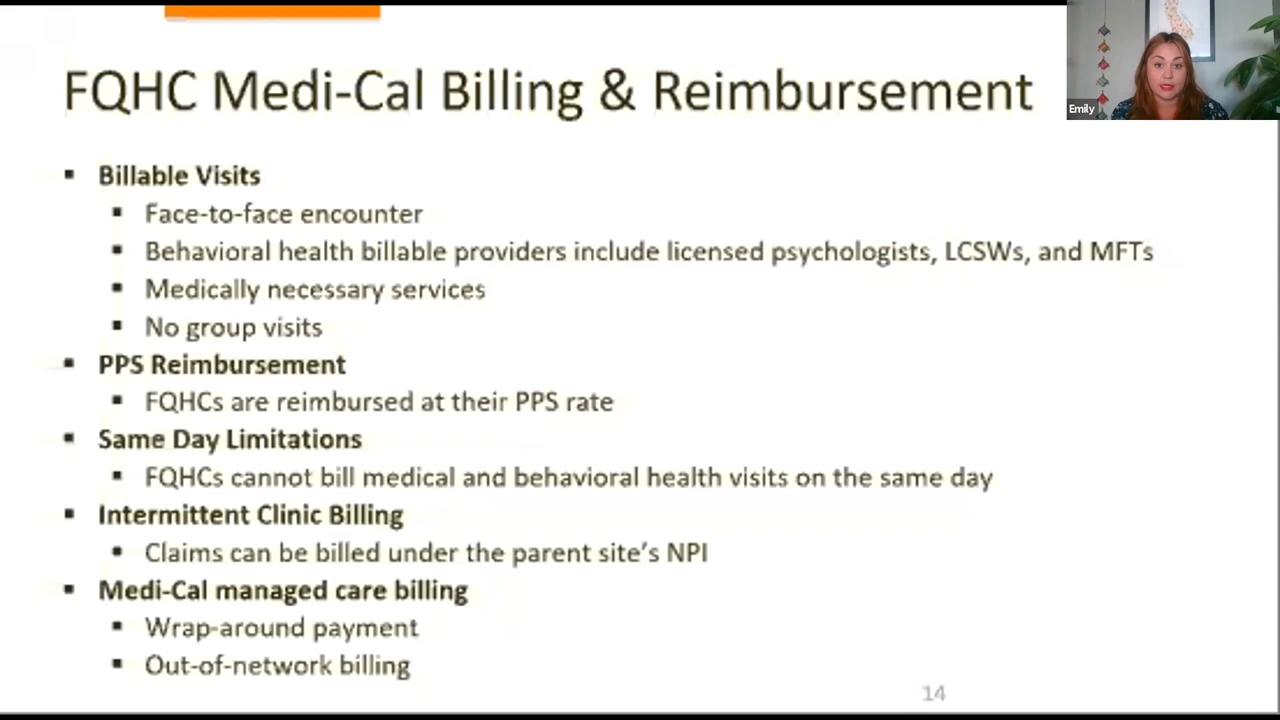 FQHC Medi-Cal Billing & Reimbursement
Emily
▪ Billable Visits
▪ Face-to-face encounter
▪ Behavioral health billable providers include licensed psychologists, LCSWs, and MFTs
▪ Medically necessary services
▪ No group visits
▪ PPS Reimbursement
▪ FQHCs are reimbursed at their PPS rate
▪ Same Day Limitations
▪ FQHCs cannot bill medical and behavioral health visits on the same day
▪ Intermittent Clinic Billing
▪ Claims can be billed under the parent site’s NPI
▪ Medi-Cal managed care billing
▪ Wrap-around payment
▪ Out-of-network billing
14